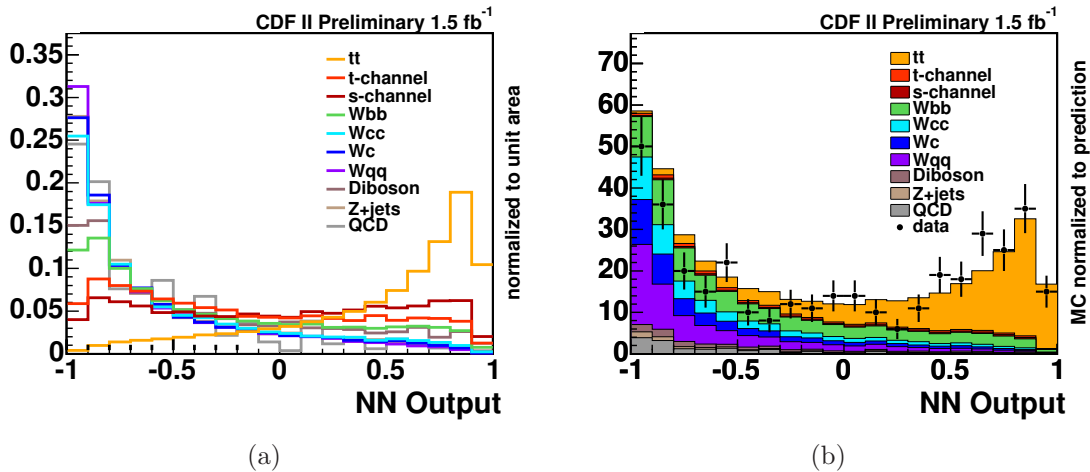 CDF II Preliminary 1.5 fb-1
0.35
0.3
0.25
0.2
0.15
0.1
0.05
0
tt
t-channel
s-channel
Wbb
Wcc
Wc
Wqq
Diboson
Z+jets
QCD
normalized to unit area
-1 -0.5 0 0.5 1
NN Output
(a)
CDF II Preliminary 1.5 fb-1
70
60
50
40
30
20
10
0
tt
t-channel
s-channel
Wbb
Wcc
Wc
Wqq
Diboson
Z+jets
QCD
data
MC normalized to prediction
-1 -0.5 0 0.5 1
NN Output
(b)